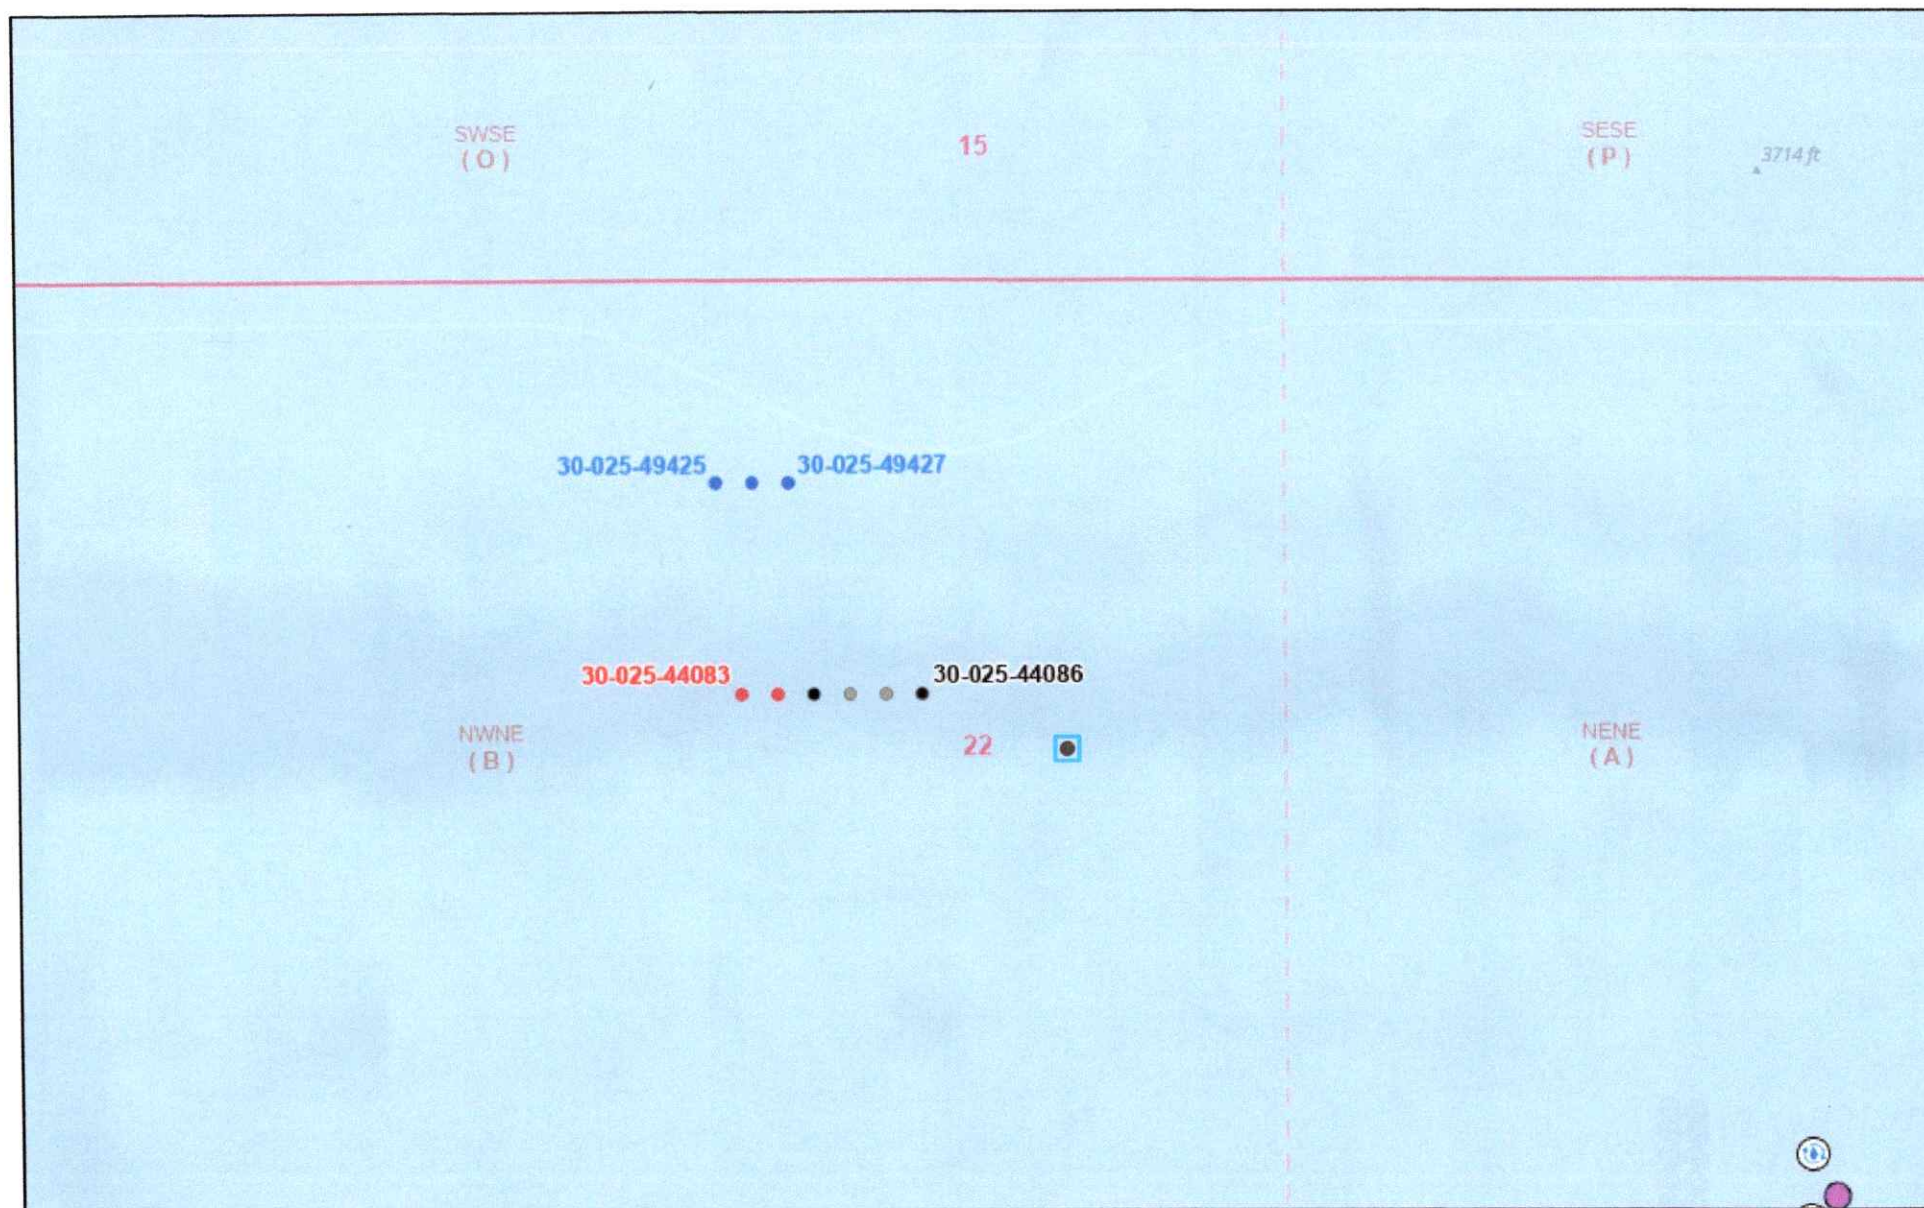 SWSE
( O )
15
SESE
( P )
3714 ft
30-025-49425
30-025-49427
30-025-44083
30-025-44086
NWNE
( B )
22
NENE
( A )